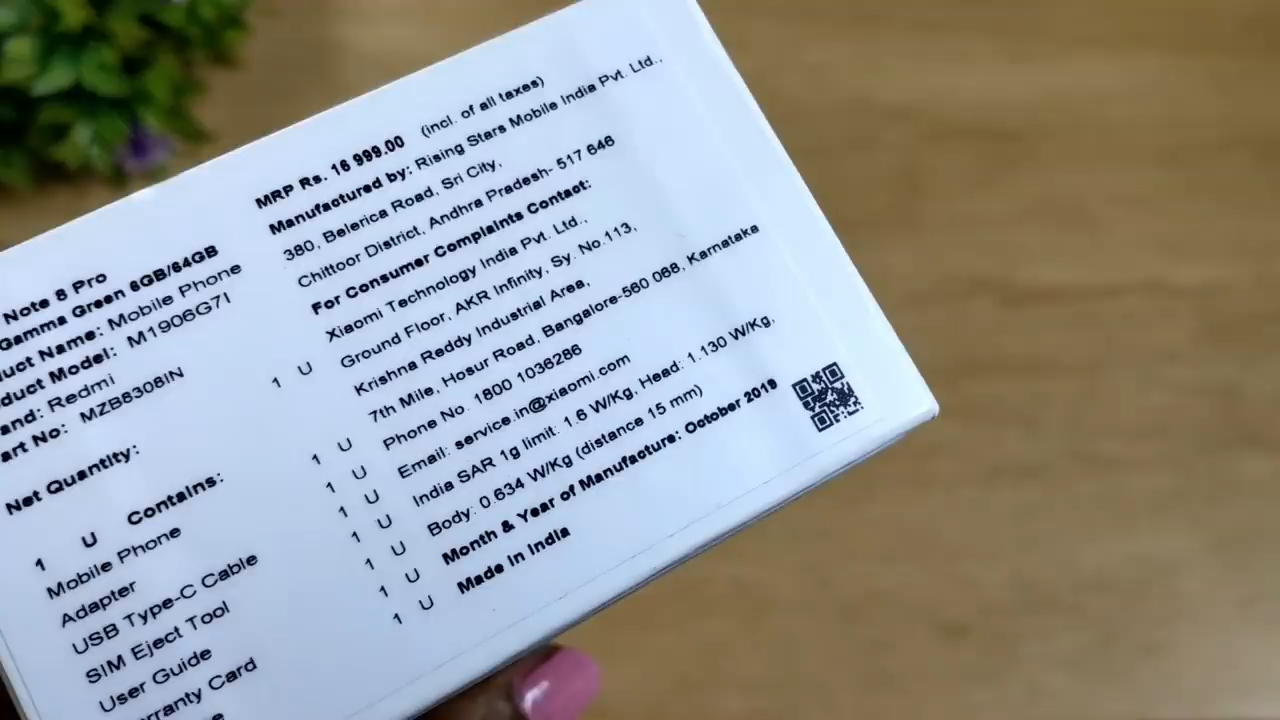 Note 8 Pro
Gamma Green 6GB/64GB
duct Name: Mobile Phone
duct Model: M1906G7I
and: Redmi
art No: MZB8308IN
Net Quantity:
1 U Contains:
Mobile Phone 1 U
Adapter 1 U
USB Type-C Cable 1 U
SIM Eject Tool 1 U
User Guide 1 U
rranty Card 1 U
1 U
1 U
MRP Rs. 16 999.00 (incl. of all taxes)
Manufactured by: Rising Stars Mobile India Pvt. Ltd.,
380, Belerica Road, Sri City,
Chittoor District, Andhra Pradesh- 517 646
For Consumer Complaints Contact:
Xiaomi Technology India Pvt. Ltd.,
Ground Floor, AKR Infinity, Sy. No.113,
Krishna Reddy Industrial Area,
7th Mile, Hosur Road, Bangalore-560 068, Karnataka
Phone No. 1800 1036286
Email: service.in@xiaomi.com
India SAR 1g limit: 1.6 W/Kg, Head: 1.130 W/Kg,
Body: 0.634 W/Kg (distance 15 mm)
Month & Year of Manufacture: October 2019
Made in India